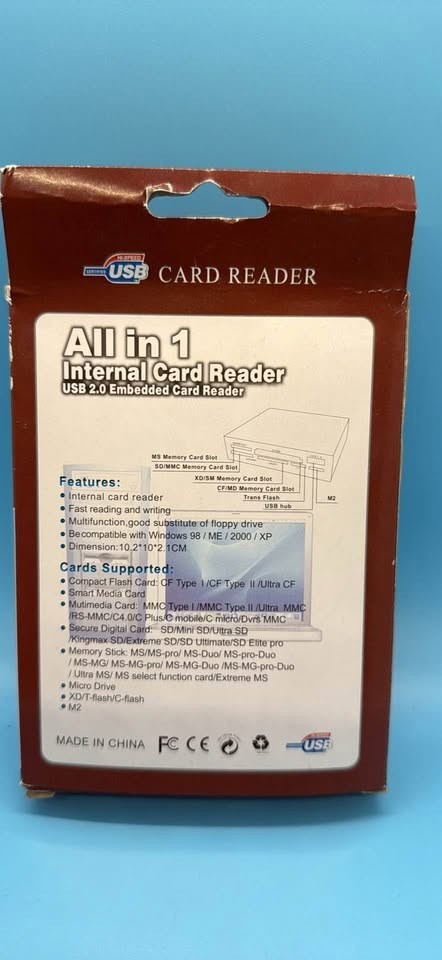 HI-SPEED
CERTIFIED USB CARD READER
All in 1
Internal Card Reader
USB 2.0 Embedded Card Reader
MS Memory Card Slot
SD/MMC Memory Card Slot
XD/SM Memory Card Slot
CF/MD Memory Card Slot
Trans Flash
M2
USB hub
Features:
• Internal card reader
• Fast reading and writing
• Multifunction,good substitute of floppy drive
• Becompatible with Windows 98 / ME / 2000 / XP
• Dimension:10.2*10*2.1CM
Cards Supported:
• Compact Flash Card: CF Type I /CF Type II /Ultra CF
• Smart Media Card
• Mutimedia Card: MMC Type I /MMC Type II /Ultra MMC
/RS-MMC/C4.0/C Plus/C mobile/C micro/Dvrs MMC
• Secure Digital Card: SD/Mini SD/Ultra SD
/Kingmax SD/Extreme SD/SD Ultimate/SD Elite pro
• Memory Stick: MS/MS-pro/ MS-Duo/ MS-pro-Duo
/ MS-MG/ MS-MG-pro/ MS-MG-Duo /MS-MG-pro-Duo
/ Ultra MS/ MS select function card/Extreme MS
• Micro Drive
• XD/T-flash/C-flash
• M2
MADE IN CHINA FC CE USB